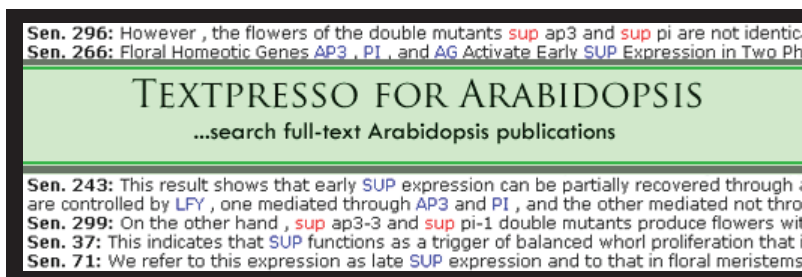 Sen. 296: However , the flowers of the double mutants sup ap3 and sup pi are not
Sen. 266: Floral Homeotic Genes AP3 , PI , and AG Activate Early SUP Expression in Two
TEXTPRESSO FOR ARABIDOPSIS
...search full-text Arabidopsis publications
Sen. 243: This result shows that early SUP expression can be partially recovered through
are controlled by LFY , one mediated through AP3 and PI , and the other mediated not
Sen. 299: On the other hand , sup ap3-3 and sup pi-1 double mutants produce flowers
Sen. 37: This indicates that SUP functions as a trigger of balanced whorl proliferation that
Sen. 71: We refer to this expression as late SUP expression and to that in floral meristems